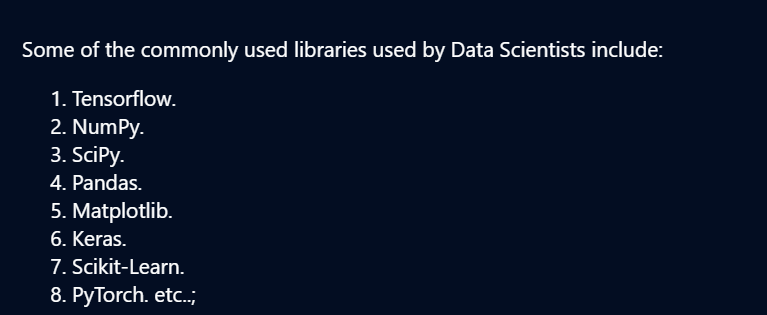 Some of the commonly used libraries used by Data Scientists include:
1. Tensorflow.
2. NumPy.
3. SciPy.
4. Pandas.
5. Matplotlib.
6. Keras.
7. Scikit-Learn.
8. PyTorch. etc..;